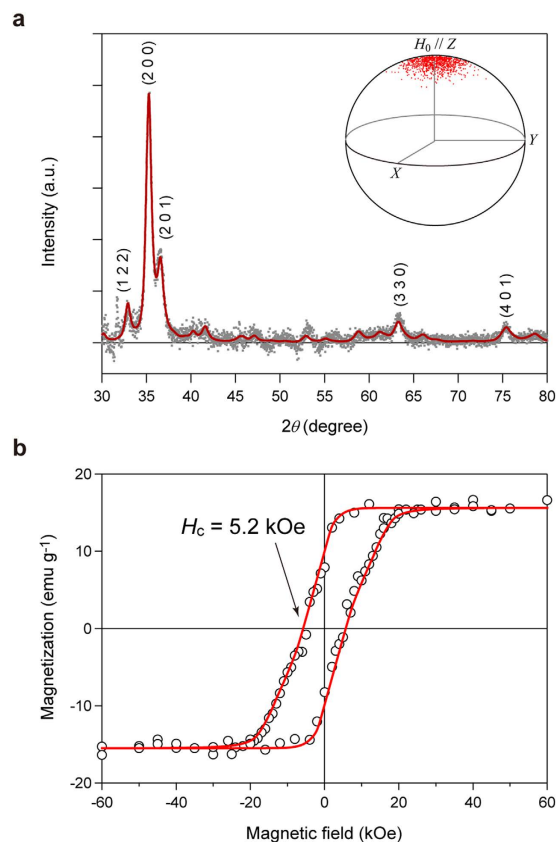 a
H₀ // Z
Y
X
(1 2 2)
(2 0 0)
(2 0 1)
(3 3 0)
(4 0 1)
Intensity (a.u.)
30 35 40 45 50 55 60 65 70 75 80
2θ (degree)
b
20
10
0
-10
-20
Hc = 5.2 kOe
Magnetization (emu g⁻¹)
-60 -40 -20 0 20 40 60
Magnetic field (kOe)